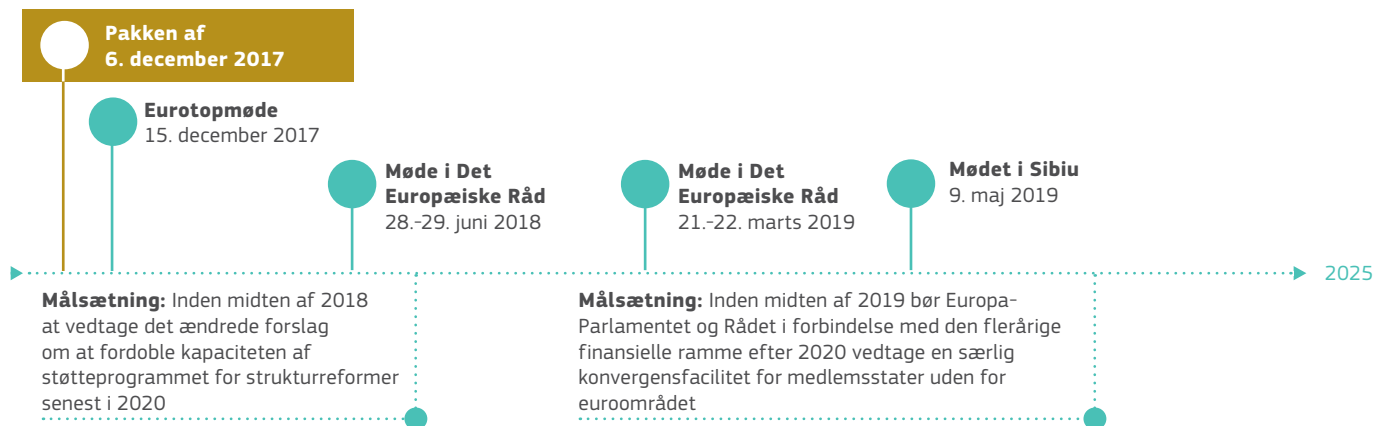 Pakken af
6. december 2017
Eurotopmøde
15. december 2017
Møde i Det
Europæiske Råd
28.-29. juni 2018
Møde i Det
Europæiske Råd
21.-22. marts 2019
Mødet i Sibiu
9. maj 2019
2025
Målsætning: Inden midten af 2018
at vedtage det ændrede forslag
om at fordoble kapaciteten af
støtteprogrammet for strukturreformer
senest i 2020
Målsætning: Inden midten af 2019 bør Europa-
Parlamentet og Rådet i forbindelse med den flerårige
finansielle ramme efter 2020 vedtage en særlig
konvergensfacilitet for medlemsstater uden for
euroområdet